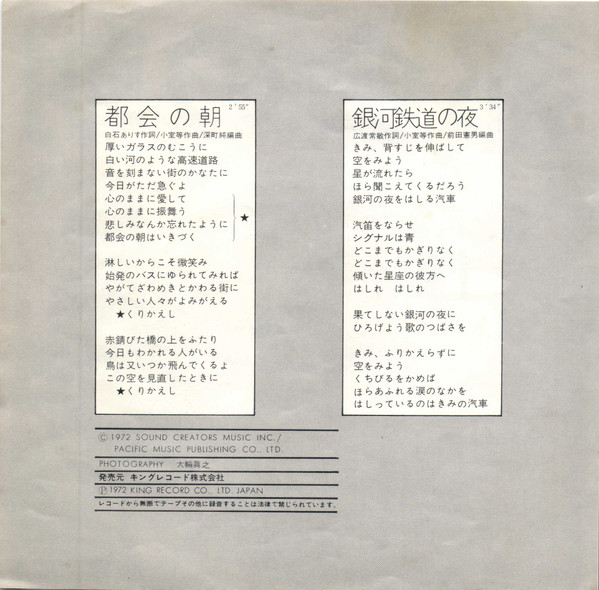 都会の朝 2′55″
白石ありす作詞/小室等作曲/深町純編曲
厚いガラスのむこうに
白い河のような高速道路
音を刻まない街のかなたに
今日がただ急ぐよ
心のままに愛して
心のままに振舞う
悲しみなんか忘れたように
都会の朝はいきづく
★
淋しいからこそ微笑み
始発のバスにゆられてみれば
やがてざわめきとかわる街に
やさしい人々がよみがえる
★くりかえし
赤錆びた橋の上をふたり
今日もわかれる人がいる
鳥は又いつか飛んでくるよ
この空を見直したときに
★くりかえし
銀河鉄道の夜 3′34″
広渡常敏作詞/小室等作曲/前田憲男編曲
きみ、背すじを伸ばして
空をみよう
星が流れたら
ほら聞こえてくるだろう
銀河の夜をはしる汽車
汽笛をならせ
シグナルは青
どこまでもかぎりなく
どこまでもかぎりなく
傾いた星座の彼方へ
はしれ　はしれ
果てしない銀河の夜に
ひろげよう歌のつばさを
きみ、ふりかえらずに
空をみよう
くちびるをかめば
ほらあふれる涙のなかを
はしっているのはきみの汽車
Ⓒ1972 SOUND CREATORS MUSIC INC./
PACIFIC MUSIC PUBLISHING CO., LTD.
PHOTOGRAPHY　大輪眞之
発売元 キングレコード株式会社
Ⓟ1972 KING RECORD CO., LTD. JAPAN
レコードから無断でテープその他に録音することは法律で禁じられています。